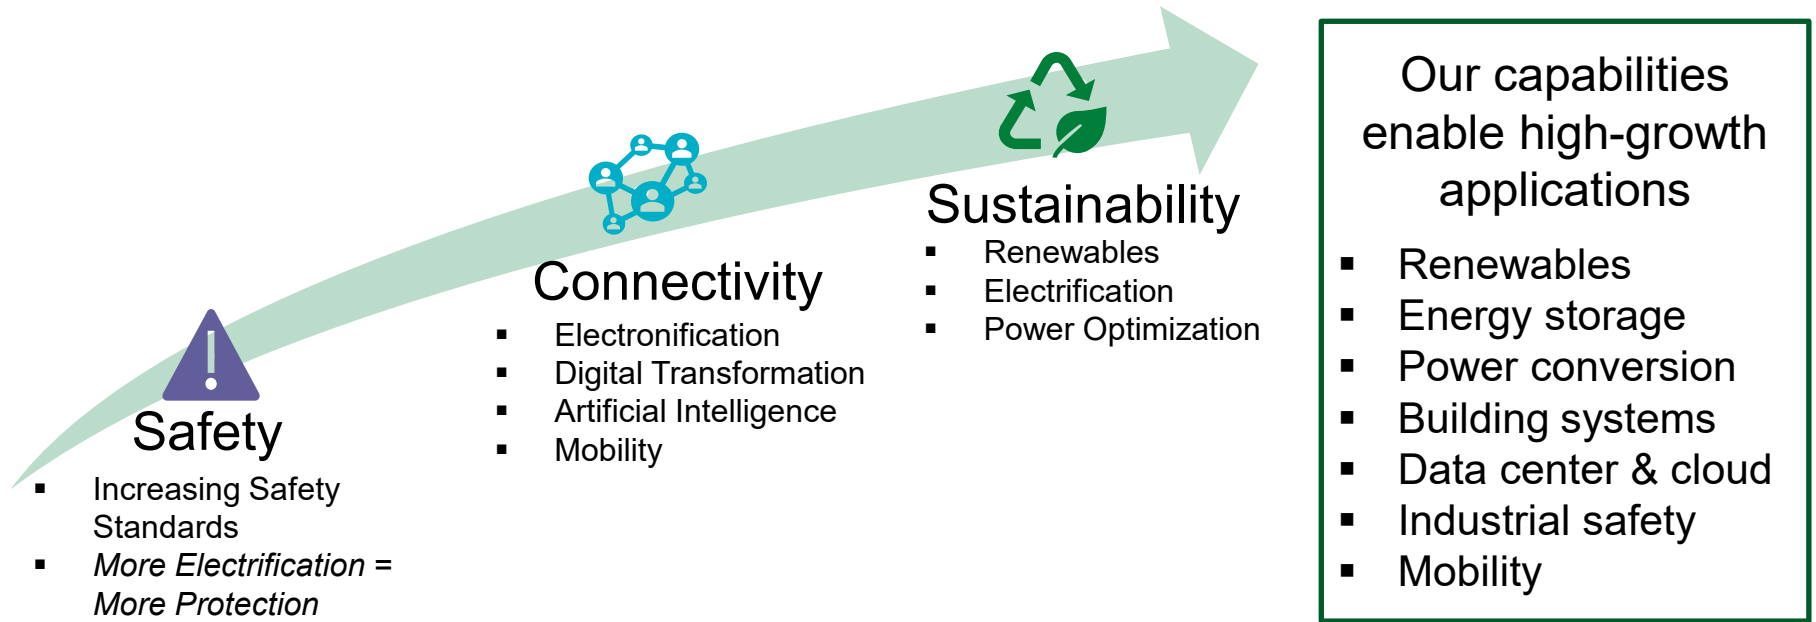 Safety
▪ Increasing Safety
Standards
▪ More Electrification =
More Protection
Connectivity
▪ Electronification
▪ Digital Transformation
▪ Artificial Intelligence
▪ Mobility
Sustainability
▪ Renewables
▪ Electrification
▪ Power Optimization
Our capabilities
enable high-growth
applications
▪ Renewables
▪ Energy storage
▪ Power conversion
▪ Building systems
▪ Data center & cloud
▪ Industrial safety
▪ Mobility